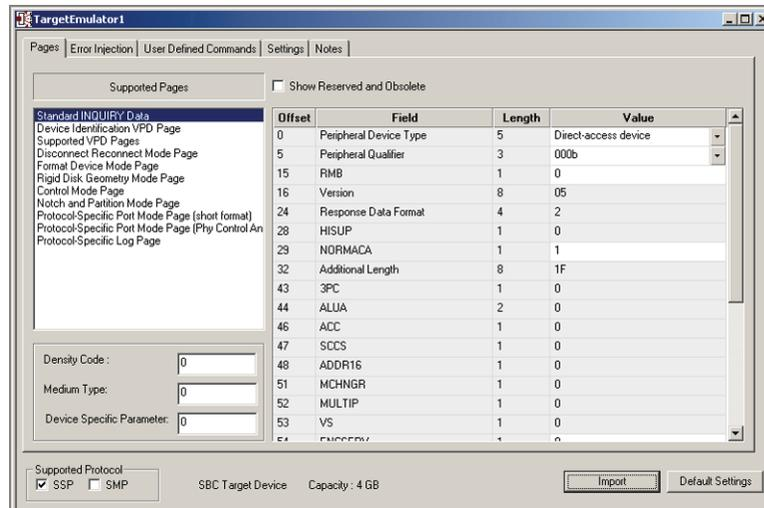 TargetEmulator1
Pages Error Injection User Defined Commands Settings Notes
Supported Pages
Show Reserved and Obsolete
Standard INQUIRY Data
Device Identification VPD Page
Supported VPD Pages
Disconnect Reconnect Mode Page
Format Device Mode Page
Rigid Disk Geometry Mode Page
Control Mode Page
Notch and Partition Mode Page
Protocol-Specific Port Mode Page (short format)
Protocol-Specific Port Mode Page (Phy Control An
Protocol-Specific Log Page
Offset Field Length Value
0 Peripheral Device Type 5 Direct-access device
5 Peripheral Qualifier 3 000b
15 RMB 1 0
16 Version 8 05
24 Response Data Format 4 2
28 HISUP 1 0
29 NORMACA 1 1
32 Additional Length 8 1F
43 3PC 1 0
44 ALUA 2 0
46 ACC 1 0
47 SCCS 1 0
48 ADDR16 1 0
51 MCHNGR 1 0
52 MULTIP 1 0
53 VS 1 0
Density Code : 0
Medium Type: 0
Device Specific Parameter: 0
Supported Protocol
SSP SMP
SBC Target Device Capacity : 4 GB
Import Default Settings